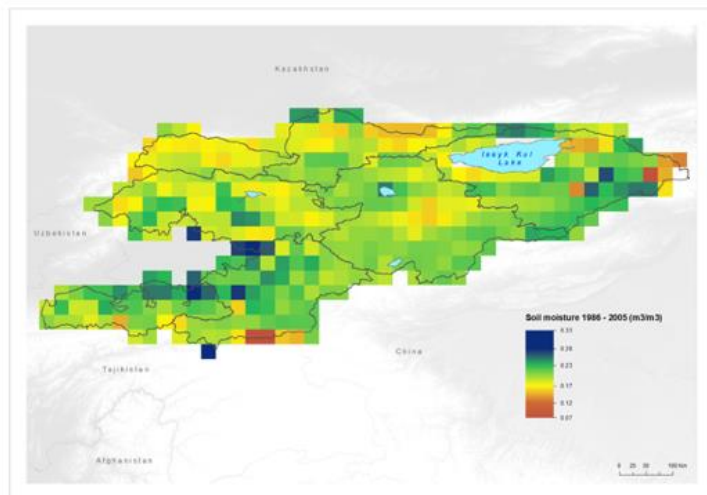 Kazakhstan
Issyk Kul
Lake
Uzbekistan
Soil moisture 1986 - 2005 (m3/m3)
0.33
0.28
0.23
0.17
0.12
0.07
China
Tajikistan
Afghanistan
0 25 50 100 Km